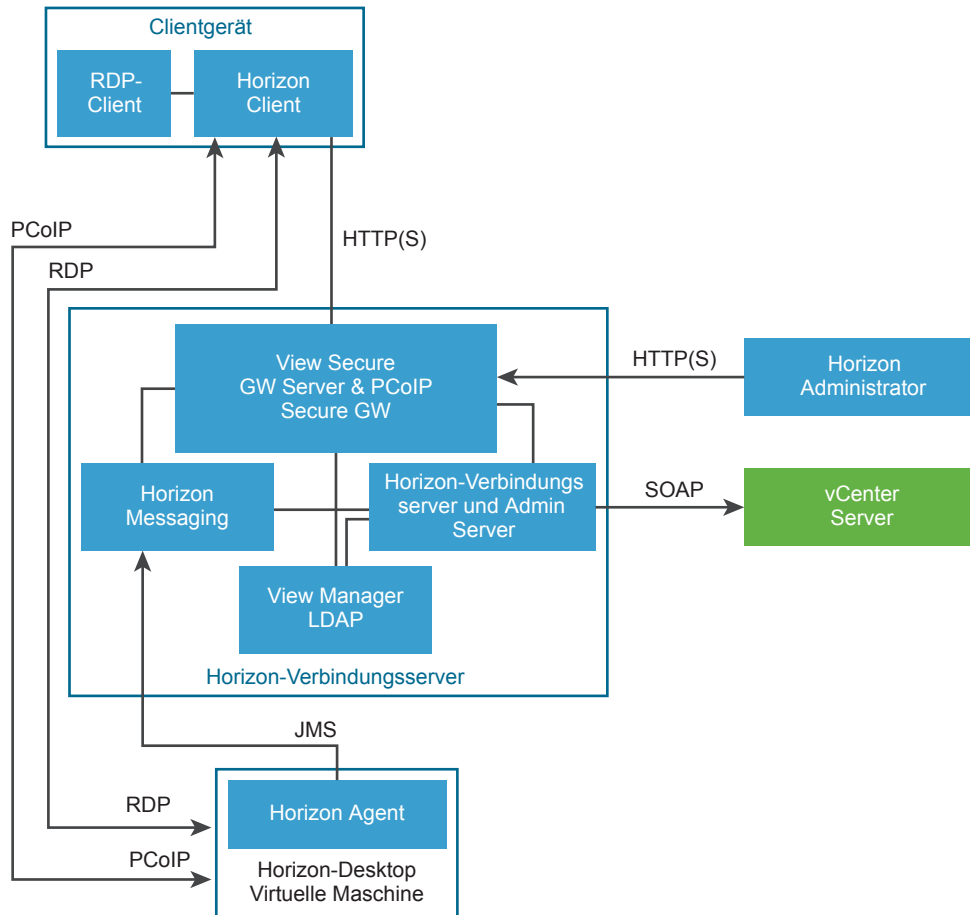 Clientgerät
RDP-
Client
Horizon
Client
PCoIP
HTTP(S)
RDP
View Secure
GW Server & PCoIP
Secure GW
HTTP(S)
Horizon
Administrator
Horizon
Messaging
Horizon-Verbindungs
server und Admin
Server
SOAP
vCenter
Server
View Manager
LDAP
Horizon-Verbindungsserver
JMS
RDP
Horizon Agent
PCoIP
Horizon-Desktop
Virtuelle Maschine